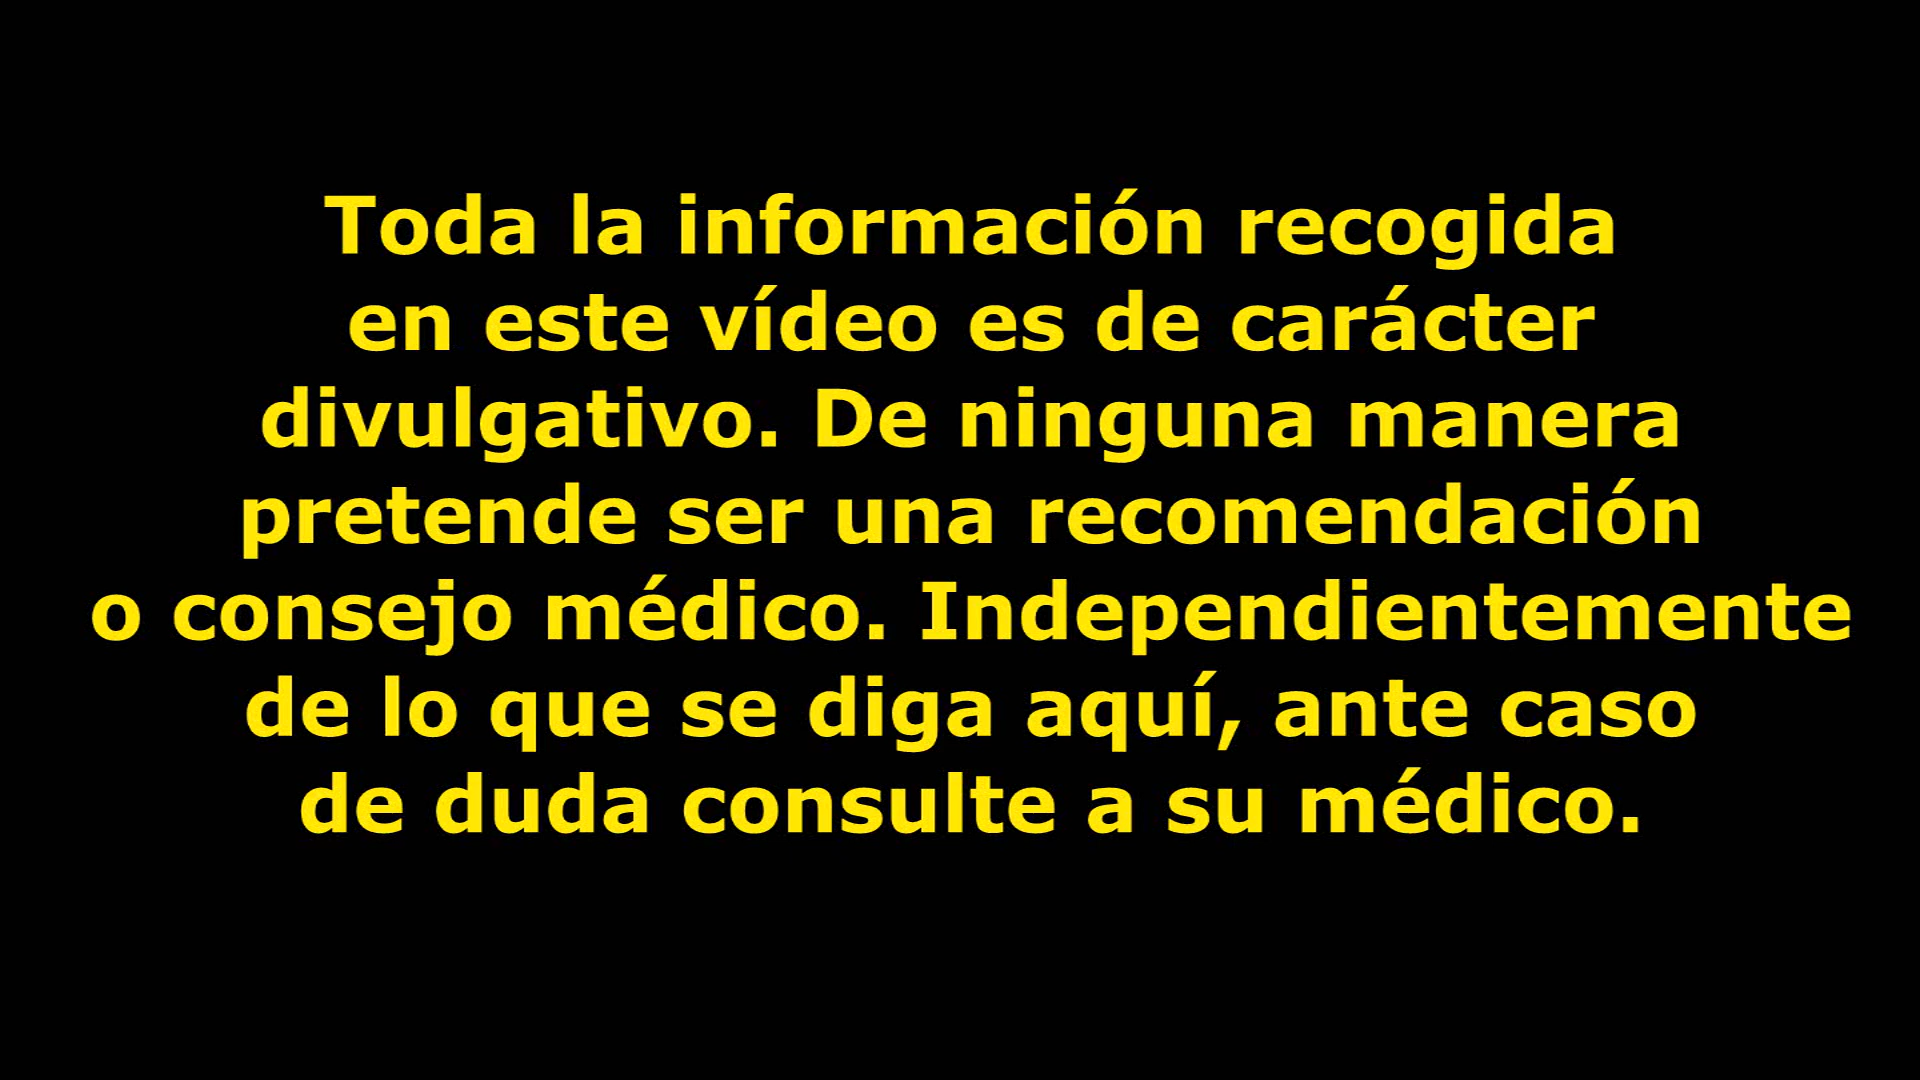 Toda la información recogida
en este vídeo es de carácter
divulgativo. De ninguna manera
pretende ser una recomendación
o consejo médico. Independientemente
de lo que se diga aquí, ante caso
de duda consulte a su médico.